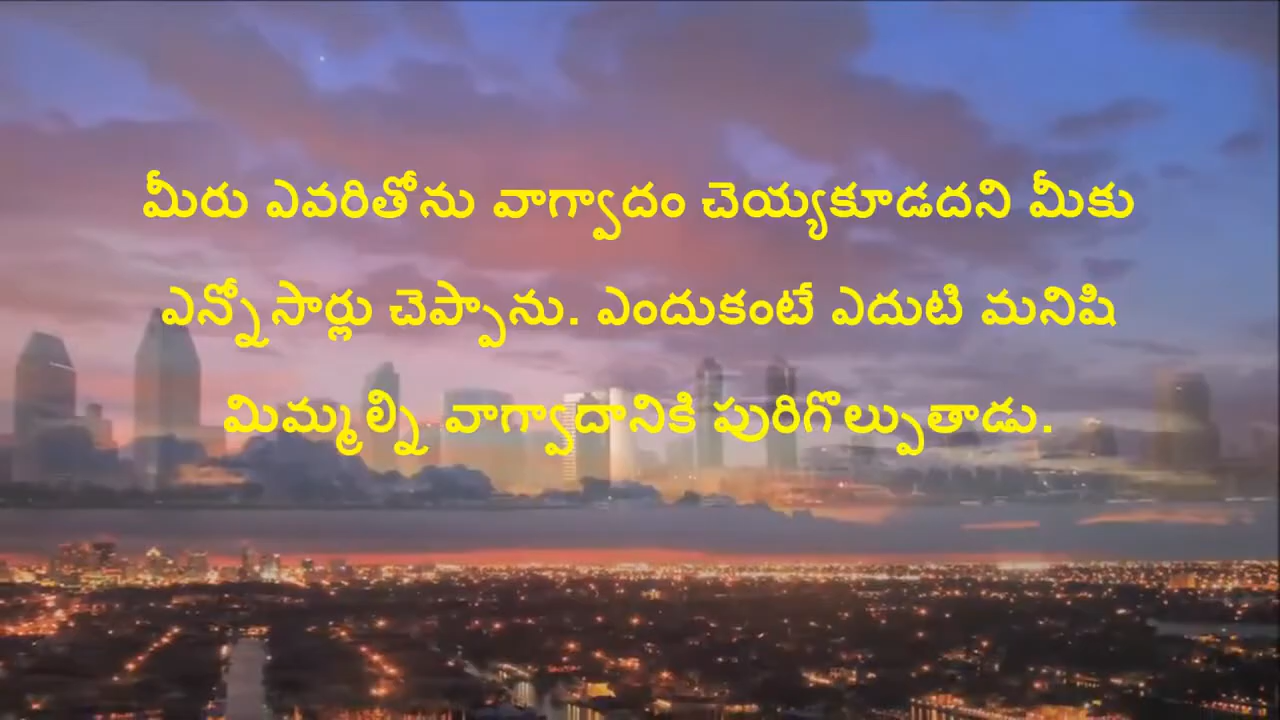 మీరు ఎవరితోను వాగ్వాదం చెయ్యకూడదని మీకు
ఎన్నోసార్లు చెప్పాను. ఎందుకంటే ఎదుటి మనిషి
మిమ్మల్ని వాగ్వాదానికి పురిగొల్పుతాడు.